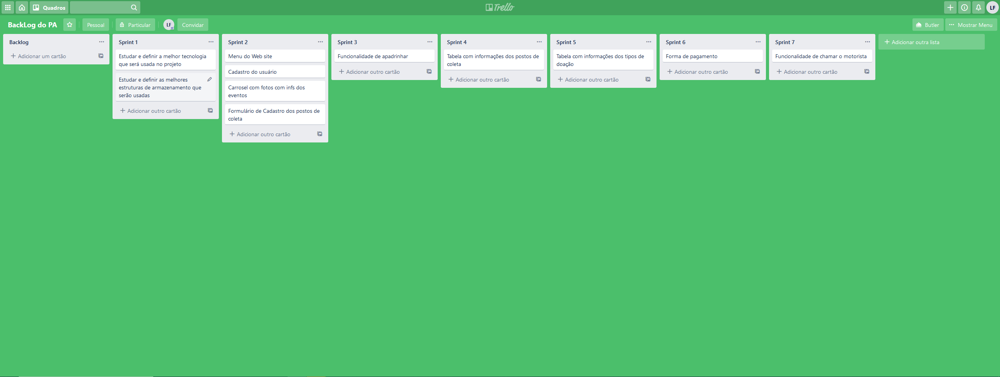 Quadros
Trello
LF
BackLog do PA
Pessoal
Particular
LF
Convidar
Butler
Mostrar Menu
Backlog
Adicionar um cartão
Sprint 1
Estudar e definir a melhor tecnologia
que será usada no projeto
Estudar e definir as melhores
estruturas de armazenamento que
serão usadas
Adicionar outro cartão
Sprint 2
Menu do Web site
Cadastro do usuário
Carrosel com fotos com infs dos
eventos
Formulário de Cadastro dos postos de
coleta
Adicionar outro cartão
Sprint 3
Funcionalidade de apadrinhar
Adicionar outro cartão
Sprint 4
Tabela com informações dos postos de
coleta
Adicionar outro cartão
Sprint 5
Tabela com informações dos tipos de
doação
Adicionar outro cartão
Sprint 6
Forma de pagamento
Adicionar outro cartão
Sprint 7
Funcionalidade de chamar o motorista
Adicionar outro cartão
Adicionar outra lista